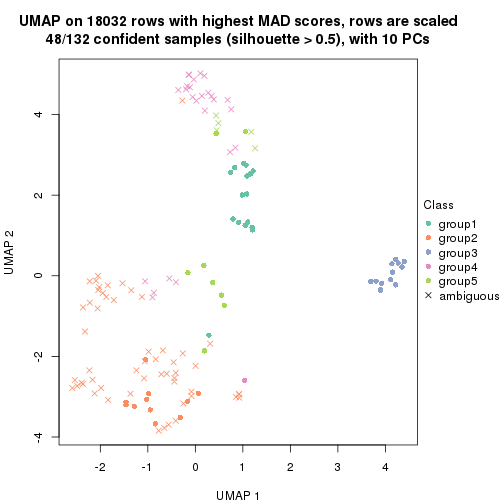 UMAP on 18032 rows with highest MAD scores, rows are scaled
48/132 confident samples (silhouette > 0.5), with 10 PCs
4
2
0
-2
-4
UMAP 2
-2
-1
0
1
2
3
4
UMAP 1
Class
group1
group2
group3
group4
group5
ambiguous